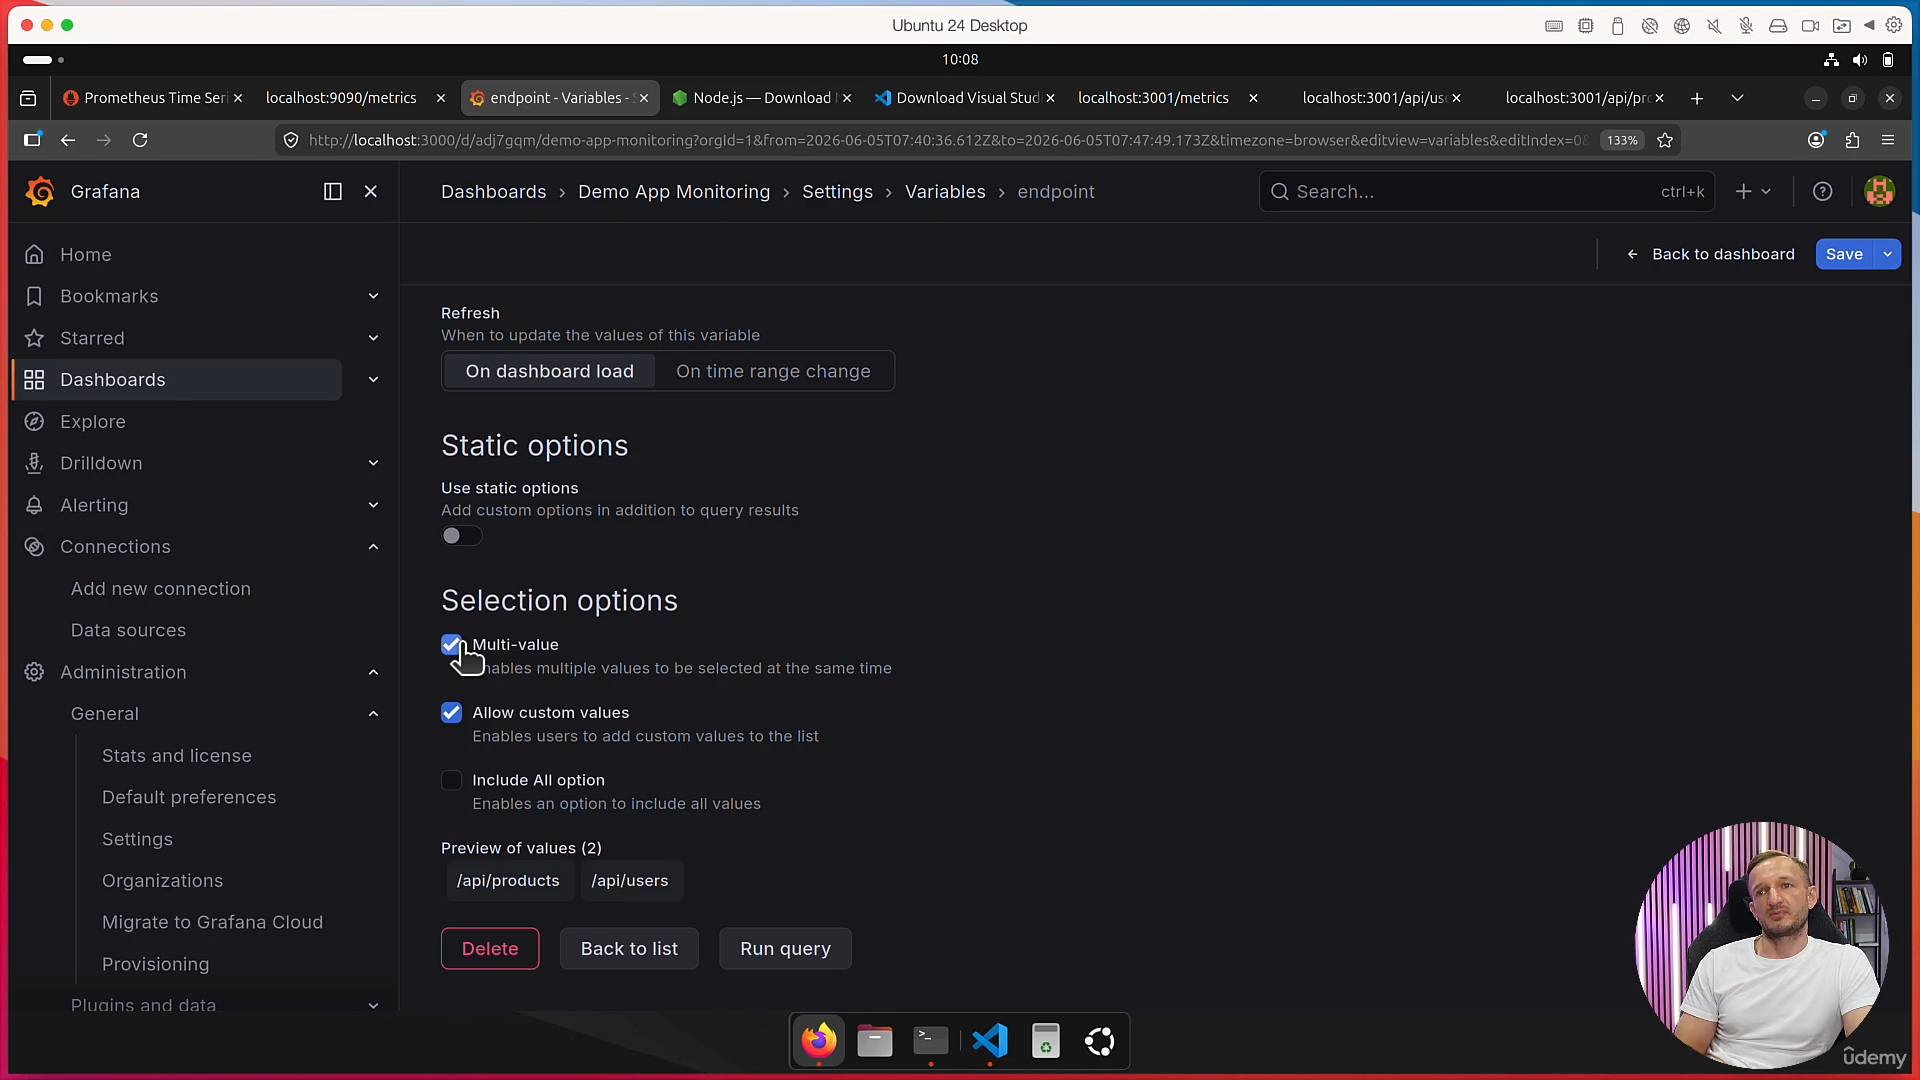 Ubuntu 24 Desktop
10:08
Prometheus Time Seri
localhost:9090/metrics
endpoint - Variables - S
Node.js — Download
Download Visual Studi
localhost:3001/metrics
localhost:3001/api/use
localhost:3001/api/pro
http://localhost:3000/d/adj7gqm/demo-app-monitoring?orgId=1&from=2026-06-05T07:40:36.612Z&to=2026-06-05T07:47:49.173Z&timezone=browser&editview=variables&editIndex=0&
133%
Grafana
Dashboards › Demo App Monitoring › Settings › Variables › endpoint
Search...
ctrl+k
Back to dashboard
Save
Home
Bookmarks
Starred
Dashboards
Explore
Drilldown
Alerting
Connections
Add new connection
Data sources
Administration
General
Stats and license
Default preferences
Settings
Organizations
Migrate to Grafana Cloud
Provisioning
Plugins and data
Refresh
When to update the values of this variable
On dashboard load
On time range change
Static options
Use static options
Add custom options in addition to query results
Selection options
Multi-value
nables multiple values to be selected at the same time
Allow custom values
Enables users to add custom values to the list
Include All option
Enables an option to include all values
Preview of values (2)
/api/products
/api/users
Delete
Back to list
Run query
udemy